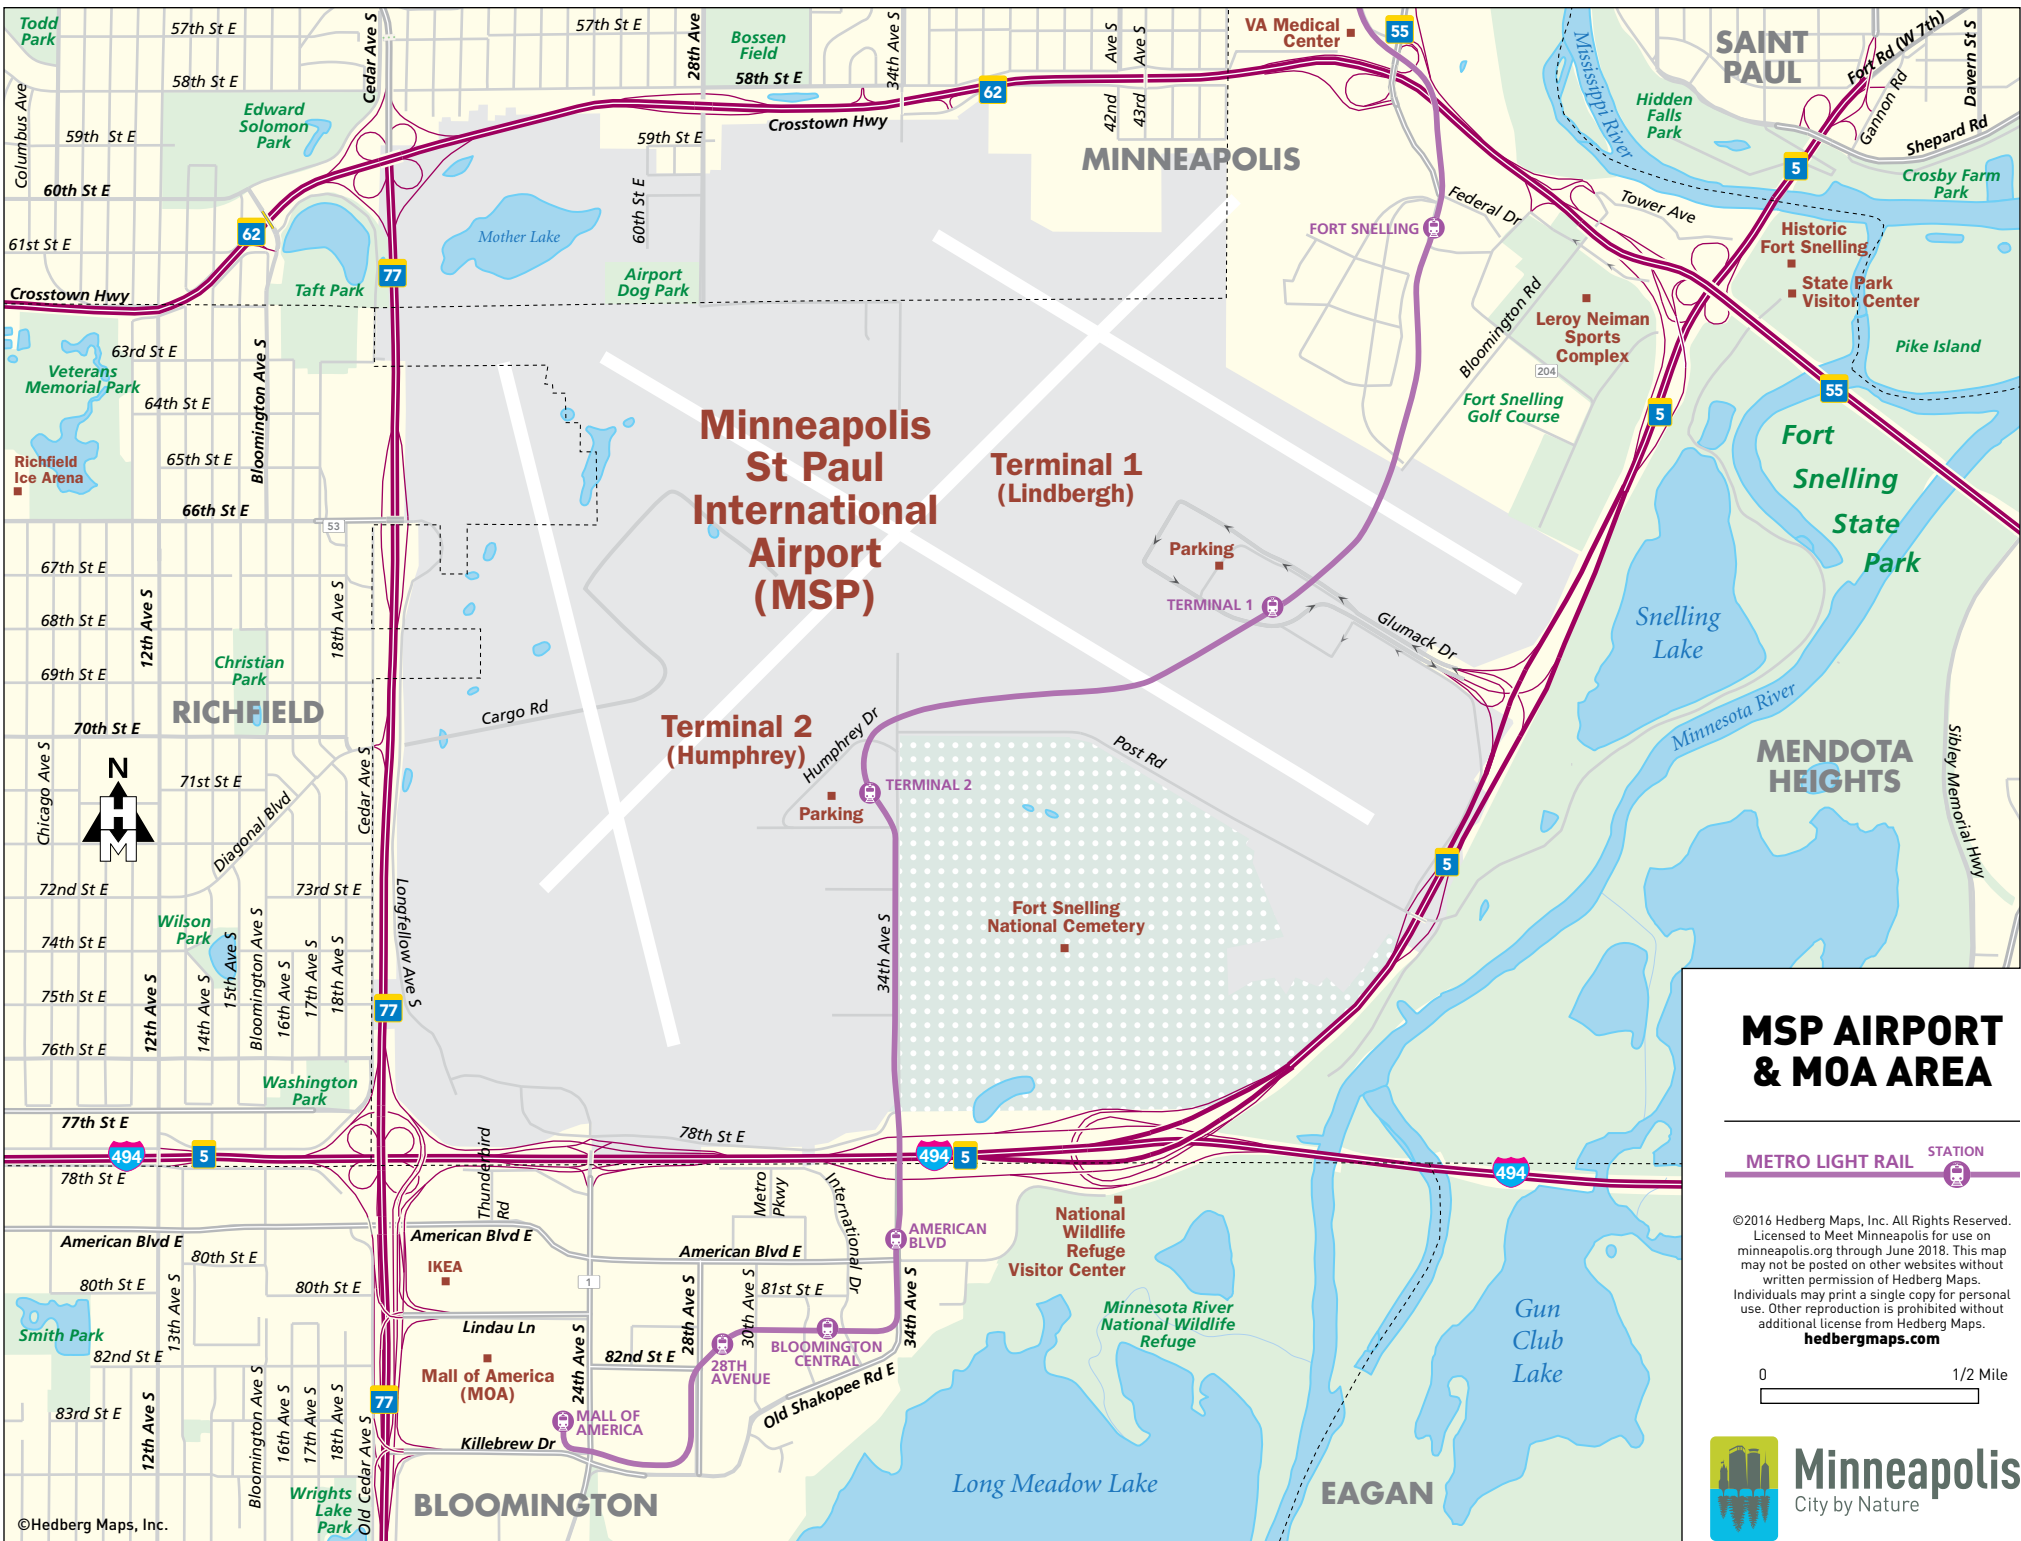 Todd
Park
57th St E
Cedar Ave S
57th St E
28th Ave
Bossen
Field
34th Ave S
Ave S
Ave S
VA Medical
Center
55
Mississippi River
SAINT
PAUL
Fort Rd (W 7th)
Gannon Rd
Davern St S
58th St E
58th St E
62
Columbus Ave
Edward
Solomon
Park
59th St E
59th St E
Crosstown Hwy
42nd
43rd
MINNEAPOLIS
Hidden
Falls
Park
Shepard Rd
5
Crosby Farm
Park
60th St E
60th St E
Federal Dr
Tower Ave
62
61st St E
Mother Lake
FORT SNELLING
Historic
Fort Snelling
77
Airport
Dog Park
State Park
Visitor Center
Crosstown Hwy
Taft Park
Bloomington Rd
Leroy Neiman
Sports
Complex
Pike Island
63rd St E
Bloomington Ave S
Veterans
Memorial Park
204
55
64th St E
Fort Snelling
Golf Course
5
Minneapolis
St Paul
International
Airport
(MSP)
Terminal 1
(Lindbergh)
Fort
Snelling
State
Park
65th St E
Richfield
Ice Arena
66th St E
53
Parking
67th St E
12th Ave S
18th Ave S
68th St E
TERMINAL 1
Glumack Dr
Snelling
Lake
Christian
Park
69th St E
RICHFIELD
Cargo Rd
Terminal 2
(Humphrey)
Humphrey Dr
Post Rd
Minnesota River
MENDOTA
HEIGHTS
Sibley Memorial Hwy
70th St E
Chicago Ave S
N
H
M
71st St E
Diagonal Blvd
Cedar Ave S
TERMINAL 2
Parking
5
72nd St E
73rd St E
Longfellow Ave S
Fort Snelling
National Cemetery
Wilson
Park
74th St E
34th Ave S
75th St E
12th Ave S
14th Ave S
15th Ave S
Bloomington Ave S
16th Ave S
17th Ave S
18th Ave S
77
76th St E
Washington
Park
77th St E
78th St E
494
5
494
5
494
78th St E
Thunderbird
Rd
Metro
Pkwy
International Dr
National
Wildlife
Refuge
Visitor Center
American Blvd E
American Blvd E
American Blvd E
AMERICAN
BLVD
80th St E
IKEA
80th St E
80th St E
13th Ave S
1
28th Ave S
30th Ave S
81st St E
34th Ave S
Minnesota River
National Wildlife
Refuge
Gun
Club
Lake
Smith Park
Lindau Ln
24th Ave S
82nd St E
82nd St E
BLOOMINGTON
CENTRAL
28TH
AVENUE
Mall of America
(MOA)
Old Shakopee Rd E
77
83rd St E
12th Ave S
Bloomington Ave S
16th Ave S
17th Ave S
18th Ave S
Old Cedar Ave S
MALL OF
AMERICA
Killebrew Dr
Wrights
Lake
Park
BLOOMINGTON
Long Meadow Lake
EAGAN
©Hedberg Maps, Inc.
MSP AIRPORT
& MOA AREA
METRO LIGHT RAIL
STATION
©2016 Hedberg Maps, Inc. All Rights Reserved.
Licensed to Meet Minneapolis for use on
minneapolis.org through June 2018. This map
may not be posted on other websites without
written permission of Hedberg Maps.
Individuals may print a single copy for personal
use. Other reproduction is prohibited without
additional license from Hedberg Maps.
hedbergmaps.com
0
1/2 Mile
Minneapolis
City by Nature